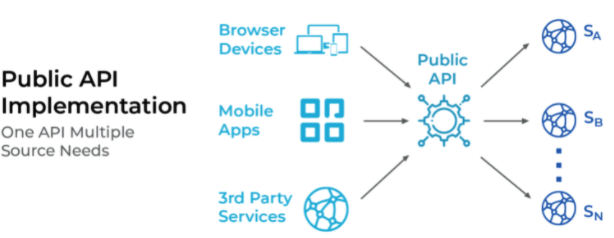 Public API
Implementation
One API Multiple
Source Needs
Browser
Devices
Mobile
Apps
3rd Party
Services
Public
API
SA
SB
SN